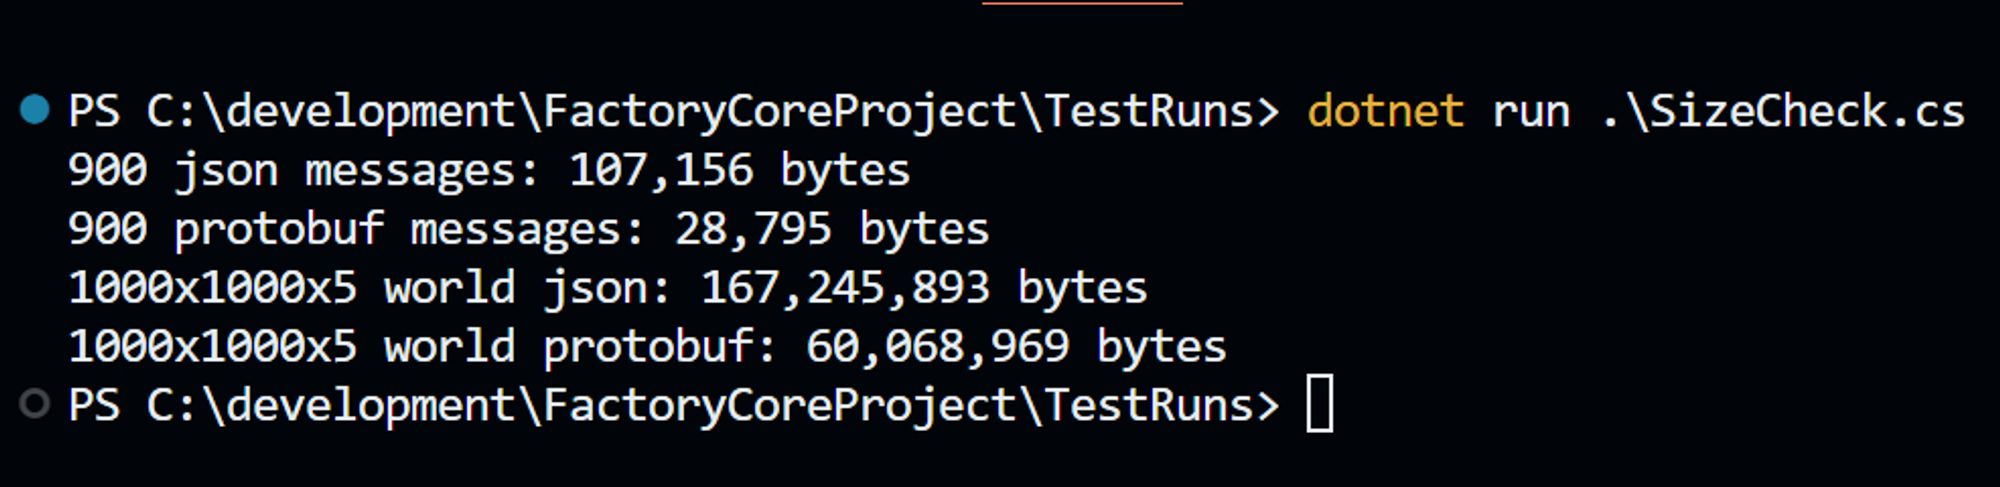 PS C:\development\FactoryCoreProject\TestRuns> dotnet run .\SizeCheck.cs
900 json messages: 107,156 bytes
900 protobuf messages: 28,795 bytes
1000x1000x5 world json: 167,245,893 bytes
1000x1000x5 world protobuf: 60,068,969 bytes
PS C:\development\FactoryCoreProject\TestRuns>